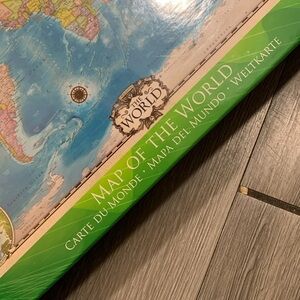 THE
WORLD
MAP OF THE WORLD
CARTE DU MONDE • MAPA DEL MUNDO • WELTKARTE